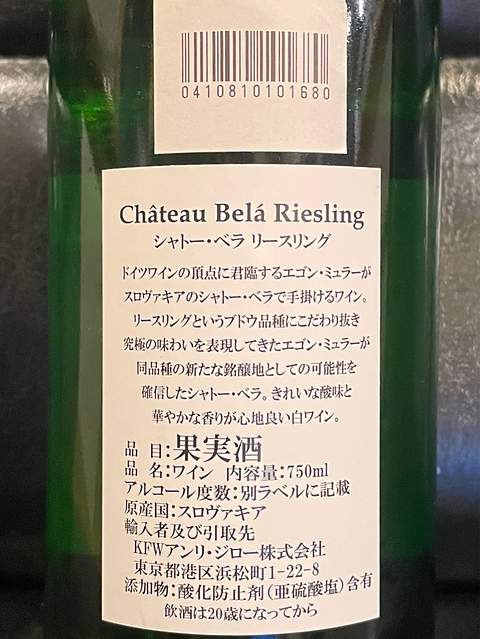 0410810101680
Château Belá Riesling
シャトー・ベラ リースリング
ドイツワインの頂点に君臨するエゴン・ミュラーが
スロヴァキアのシャトー・ベラで手掛けるワイン。
リースリングというブドウ品種にこだわり抜き
究極の味わいを表現してきたエゴン・ミュラーが
同品種の新たな銘醸地としての可能性を
確信したシャトー・ベラ。きれいな酸味と
華やかな香りが心地良い白ワイン。
品 目:果実酒
品 名:ワイン 内容量:750ml
アルコール度数:別ラベルに記載
原産国:スロヴァキア
輸入者及び引取先
KFWアンリ・ジロー株式会社
東京都港区浜松町1-22-8
添加物:酸化防止剤(亜硫酸塩)含有
飲酒は20歳になってから